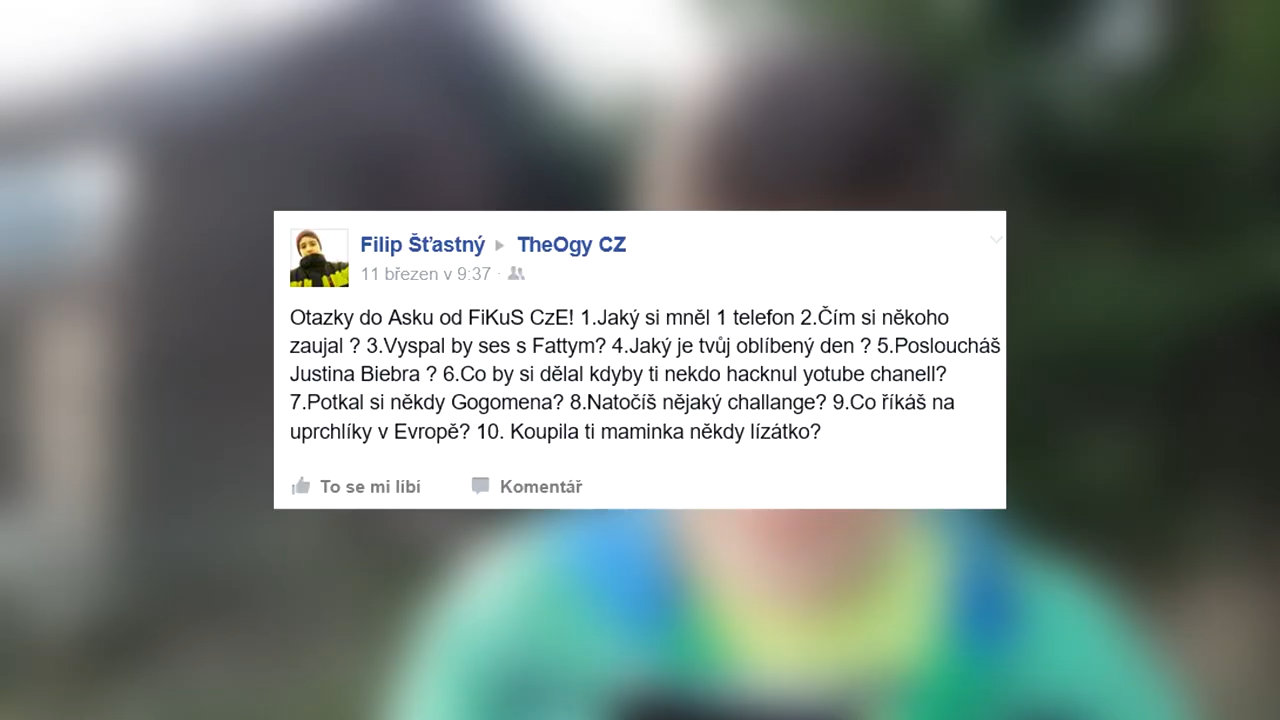 Filip Šťastný TheOgy CZ
11 březen v 9:37 ·
Otazky do Asku od FiKuS CzE! 1.Jaký si mněl 1 telefon 2.Čím si někoho
zaujal ? 3.Vyspal by ses s Fattym? 4.Jaký je tvůj oblíbený den ? 5.Posloucháš
Justina Biebra ? 6.Co by si dělal kdyby ti nekdo hacknul yotube chanell?
7.Potkal si někdy Gogomena? 8.Natočíš nějaký challange? 9.Co říkáš na
uprchlíky v Evropě? 10. Koupila ti maminka někdy lízátko?
To se mi líbí Komentář